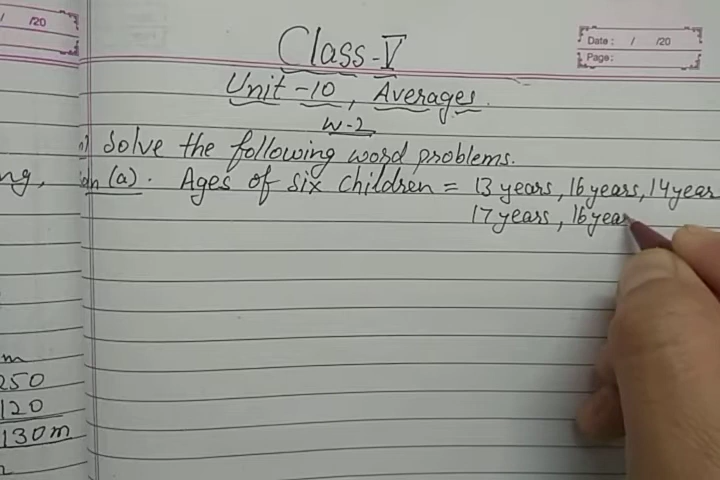 / /20
Date : / /20
Page:
Class-V
Unit-10, Averages.
W-2
Solve the following word problems.
(a). Ages of six children = 13 years, 16 years, 14 year
17 years, 16 year
m
250
120
130m